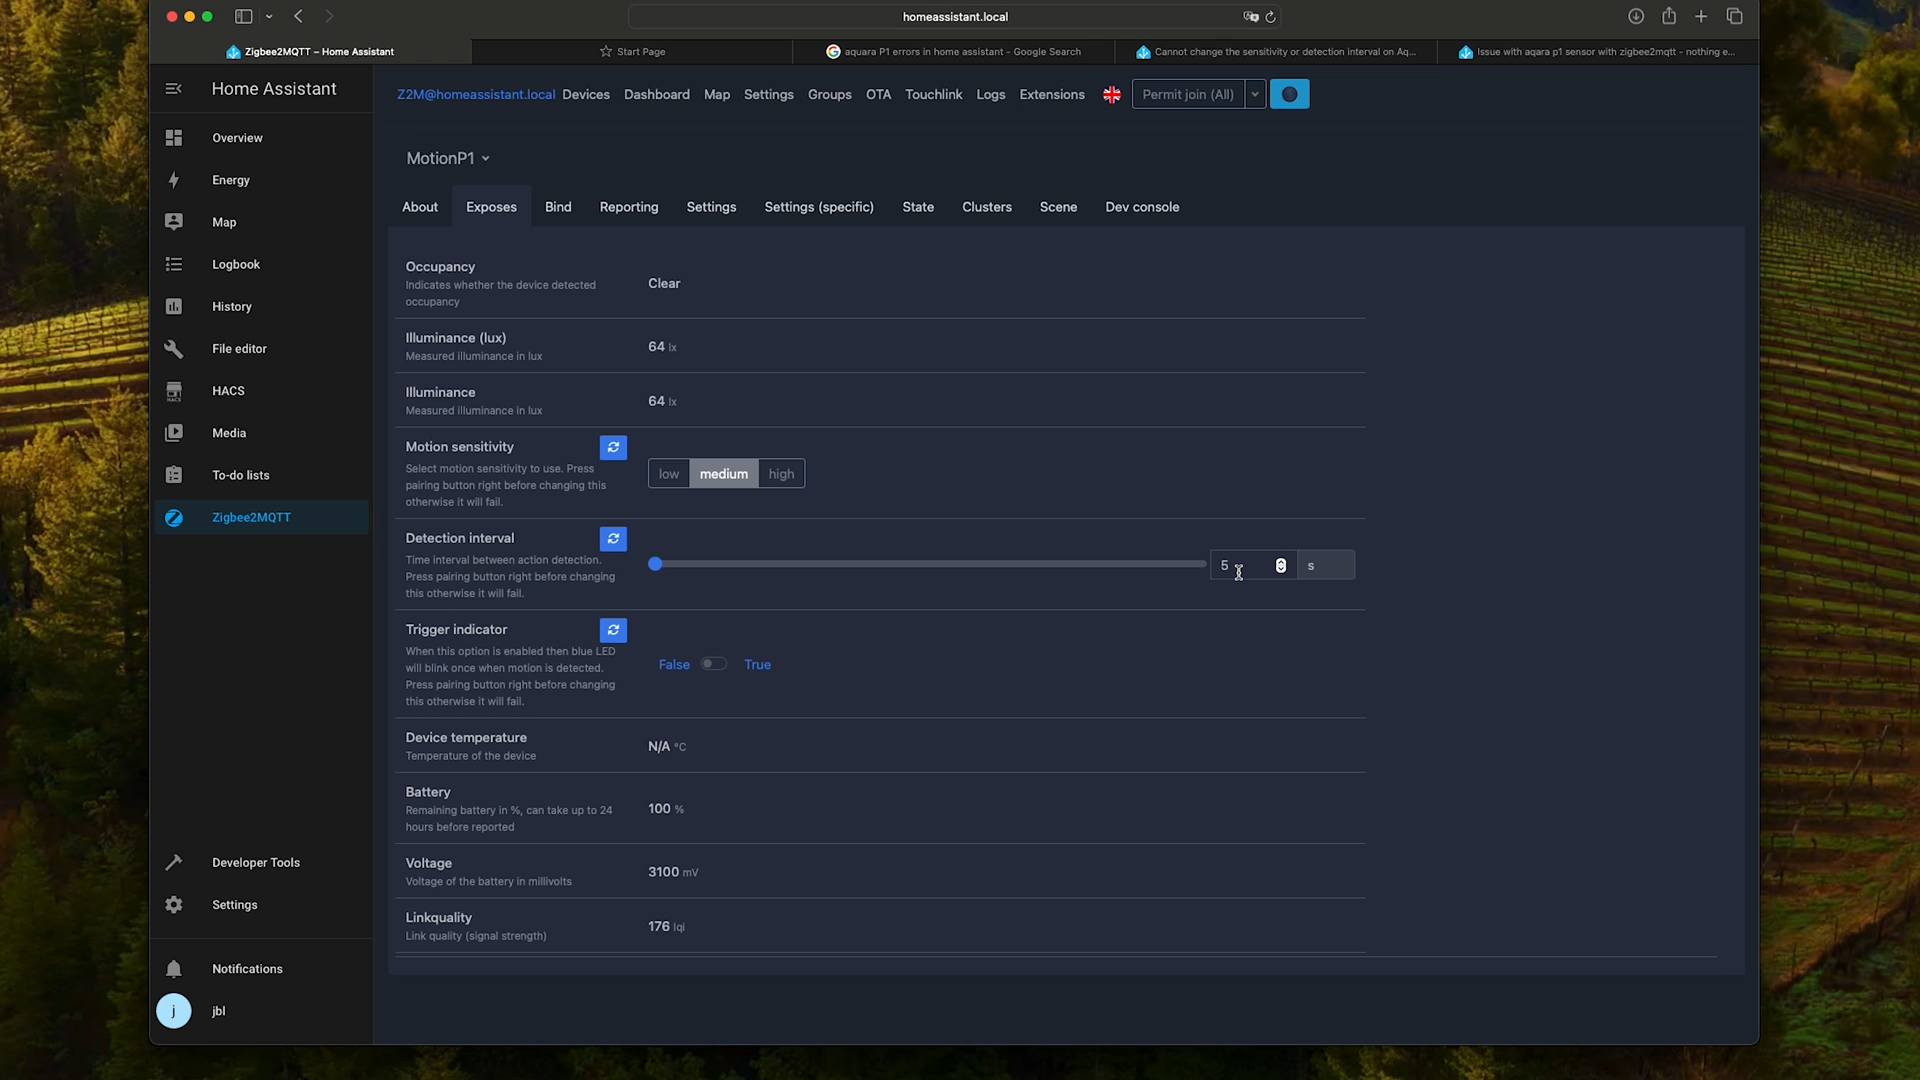 homeassistant.local
Zigbee2MQTT – Home Assistant
Start Page
aquara P1 errors in home assistant - Google Search
Cannot change the sensitivity or detection interval on Aq...
Issue with aqara p1 sensor with zigbee2mqtt - nothing e...
Home Assistant
Z2M@homeassistant.local Devices Dashboard Map Settings Groups OTA Touchlink Logs Extensions Permit join (All)
Overview
Energy
Map
Logbook
History
File editor
HACS
HACS
Media
To-do lists
Zigbee2MQTT
Developer Tools
Settings
Notifications
j
jbl
MotionP1
About Exposes Bind Reporting Settings Settings (specific) State Clusters Scene Dev console
Occupancy
Indicates whether the device detected
occupancy
Clear
Illuminance (lux)
Measured illuminance in lux
64 lx
Illuminance
Measured illuminance in lux
64 lx
Motion sensitivity
Select motion sensitivity to use. Press
pairing button right before changing this
otherwise it will fail.
low medium high
Detection interval
Time interval between action detection.
Press pairing button right before changing
this otherwise it will fail.
5 s
Trigger indicator
When this option is enabled then blue LED
will blink once when motion is detected.
Press pairing button right before changing
this otherwise it will fail.
False True
Device temperature
Temperature of the device
N/A °C
Battery
Remaining battery in %, can take up to 24
hours before reported
100 %
Voltage
Voltage of the battery in millivolts
3100 mV
Linkquality
Link quality (signal strength)
176 lqi